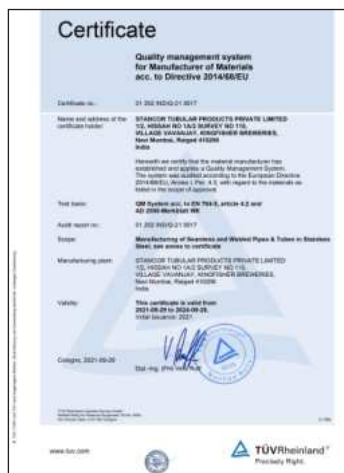 Certificate
Quality management system
for Manufacturer of Materials
acc. to Directive 2014/68/EU
Certificate no.: 01 202 IND/Q-21 0017
Name and address of the certificate holder:
STANCOR TUBULAR PRODUCTS PRIVATE LIMITED
1/2, HISSAH NO 1A/3 SURVEY NO 110,
VILLAGE VAVANJAY, KINGFISHER BREWERIES,
Navi Mumbai, Raigad 410208
India
Herewith we certify that the material manufacturer has
established and applies a Quality Management System.
The system was audited according to the European Directive
2014/68/EU, Annex I, Par. 4.3, with regard to the materials as
listed in the scope of approval.
Test basis: QM System acc. to EN 764-5, article 4.2 and
AD 2000-Merkblatt W0
Audit report no.: 01 202 IND/Q-21 0017
Scope: Manufacturing of Seamless and Welded Pipes & Tubes in Stainless
Steel, see annex to certificate
Manufacturing plant: STANCOR TUBULAR PRODUCTS PRIVATE LIMITED
1/2, HISSAH NO 1A/3 SURVEY NO 110,
VILLAGE VAVANJAY, KINGFISHER BREWERIES,
Navi Mumbai, Raigad 410208
India
Validity: This certificate is valid from
2021-09-29 to 2024-09-28.
Initial issuance: 2021
Cologne, 2021-09-29
www.tuv.com
TÜVRheinland®
Precisely Right.